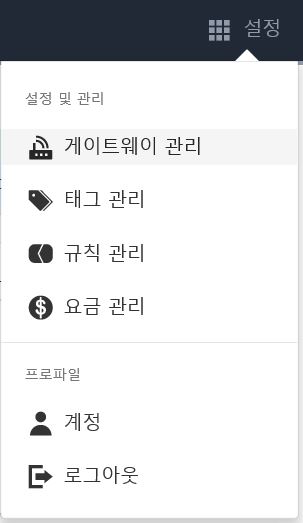 설정
설정 및 관리
게이트웨이 관리
태그 관리
규칙 관리
요금 관리
프로파일
계정
로그아웃